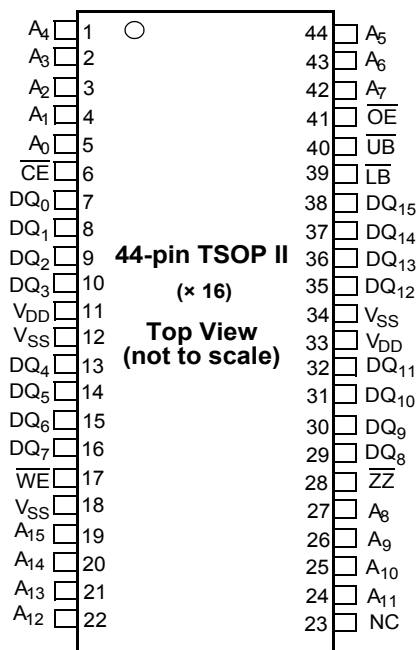 A4 1 44 A5
A3 2 43 A6
A2 3 42 A7
A1 4 41 OE
A0 5 40 UB
CE 6 39 LB
DQ0 7 38 DQ15
DQ1 8 37 DQ14
DQ2 9 44-pin TSOP II 36 DQ13
DQ3 10 (× 16) 35 DQ12
VDD 11 34 VSS
VSS 12 Top View 33 VDD
DQ4 13 (not to scale) 32 DQ11
DQ5 14 31 DQ10
DQ6 15 30 DQ9
DQ7 16 29 DQ8
WE 17 28 ZZ
VSS 18 27 A8
A15 19 26 A9
A14 20 25 A10
A13 21 24 A11
A12 22 23 NC